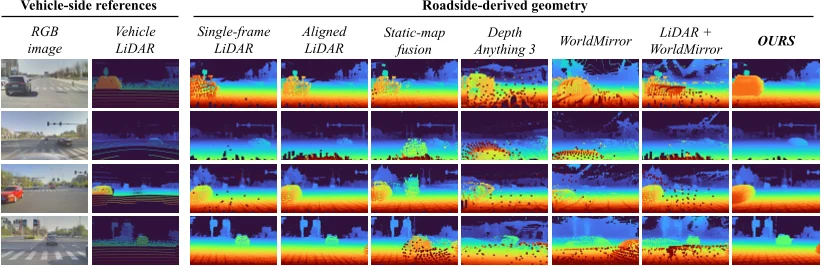 Vehicle-side references
Roadside-derived geometry
RGB image
Vehicle LiDAR
Single-frame LiDAR
Aligned LiDAR
Static-map fusion
Depth Anything 3
WorldMirror
LiDAR + WorldMirror
OURS